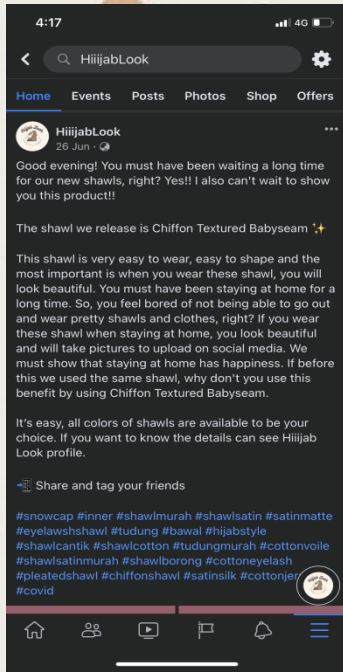 4:17
4G
HiiijabLook
Home Events Posts Photos Shop Offers
HiiijabLook
26 Jun ·
Good evening! You must have been waiting a long time
for our new shawls, right? Yes!! I also can't wait to show
you this product!!
The shawl we release is Chiffon Textured Babyseam ✨
This shawl is very easy to wear, easy to shape and the
most important is when you wear these shawl, you will
look beautiful. You must have been staying at home for a
long time. So, you feel bored of not being able to go out
and wear pretty shawls and clothes, right? If you wear
these shawl when staying at home, you look beautiful
and will take pictures to upload on social media. We
must show that staying at home has happiness. If before
this we used the same shawl, why don't you use this
benefit by using Chiffon Textured Babyseam.
It's easy, all colors of shawls are available to be your
choice. If you want to know the details can see Hiiijab
Look profile.
📲 Share and tag your friends
#snowcap #inner #shawlmurah #shawlsatin #satinmatte
#eyelawshshawl #tudung #bawal #hijabstyle
#shawlcantik #shawlcotton #tudungmurah #cottonvoile
#shawlsatinmurah #shawlborong #cottoneyelash
#pleatedshawl #chiffonshawl #satinsilk #cottonjer
#covid